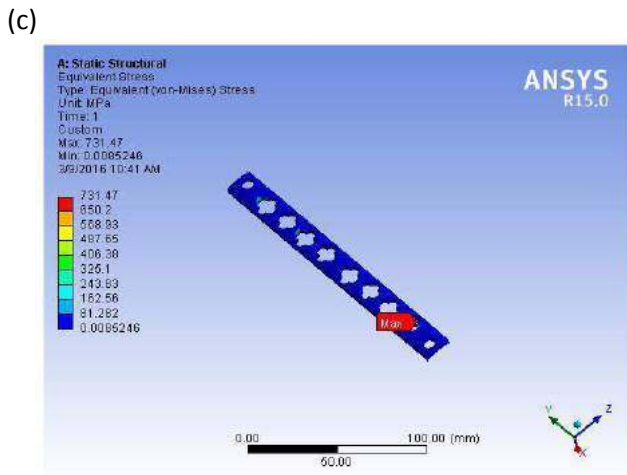 (c)
A: Static Structural
Equivalent Stress
Type: Equivalent (von-Mises) Stress
Unit: MPa
Time: 1
Custom
Max: 731.47
Min: 0.0085246
3/9/2016 10:41 AM
731.47
650.2
568.93
487.65
406.38
325.1
243.83
162.56
81.282
0.0085246
ANSYS
R15.0
Max
0.00
100.00 (mm)
50.00
Y
Z
X